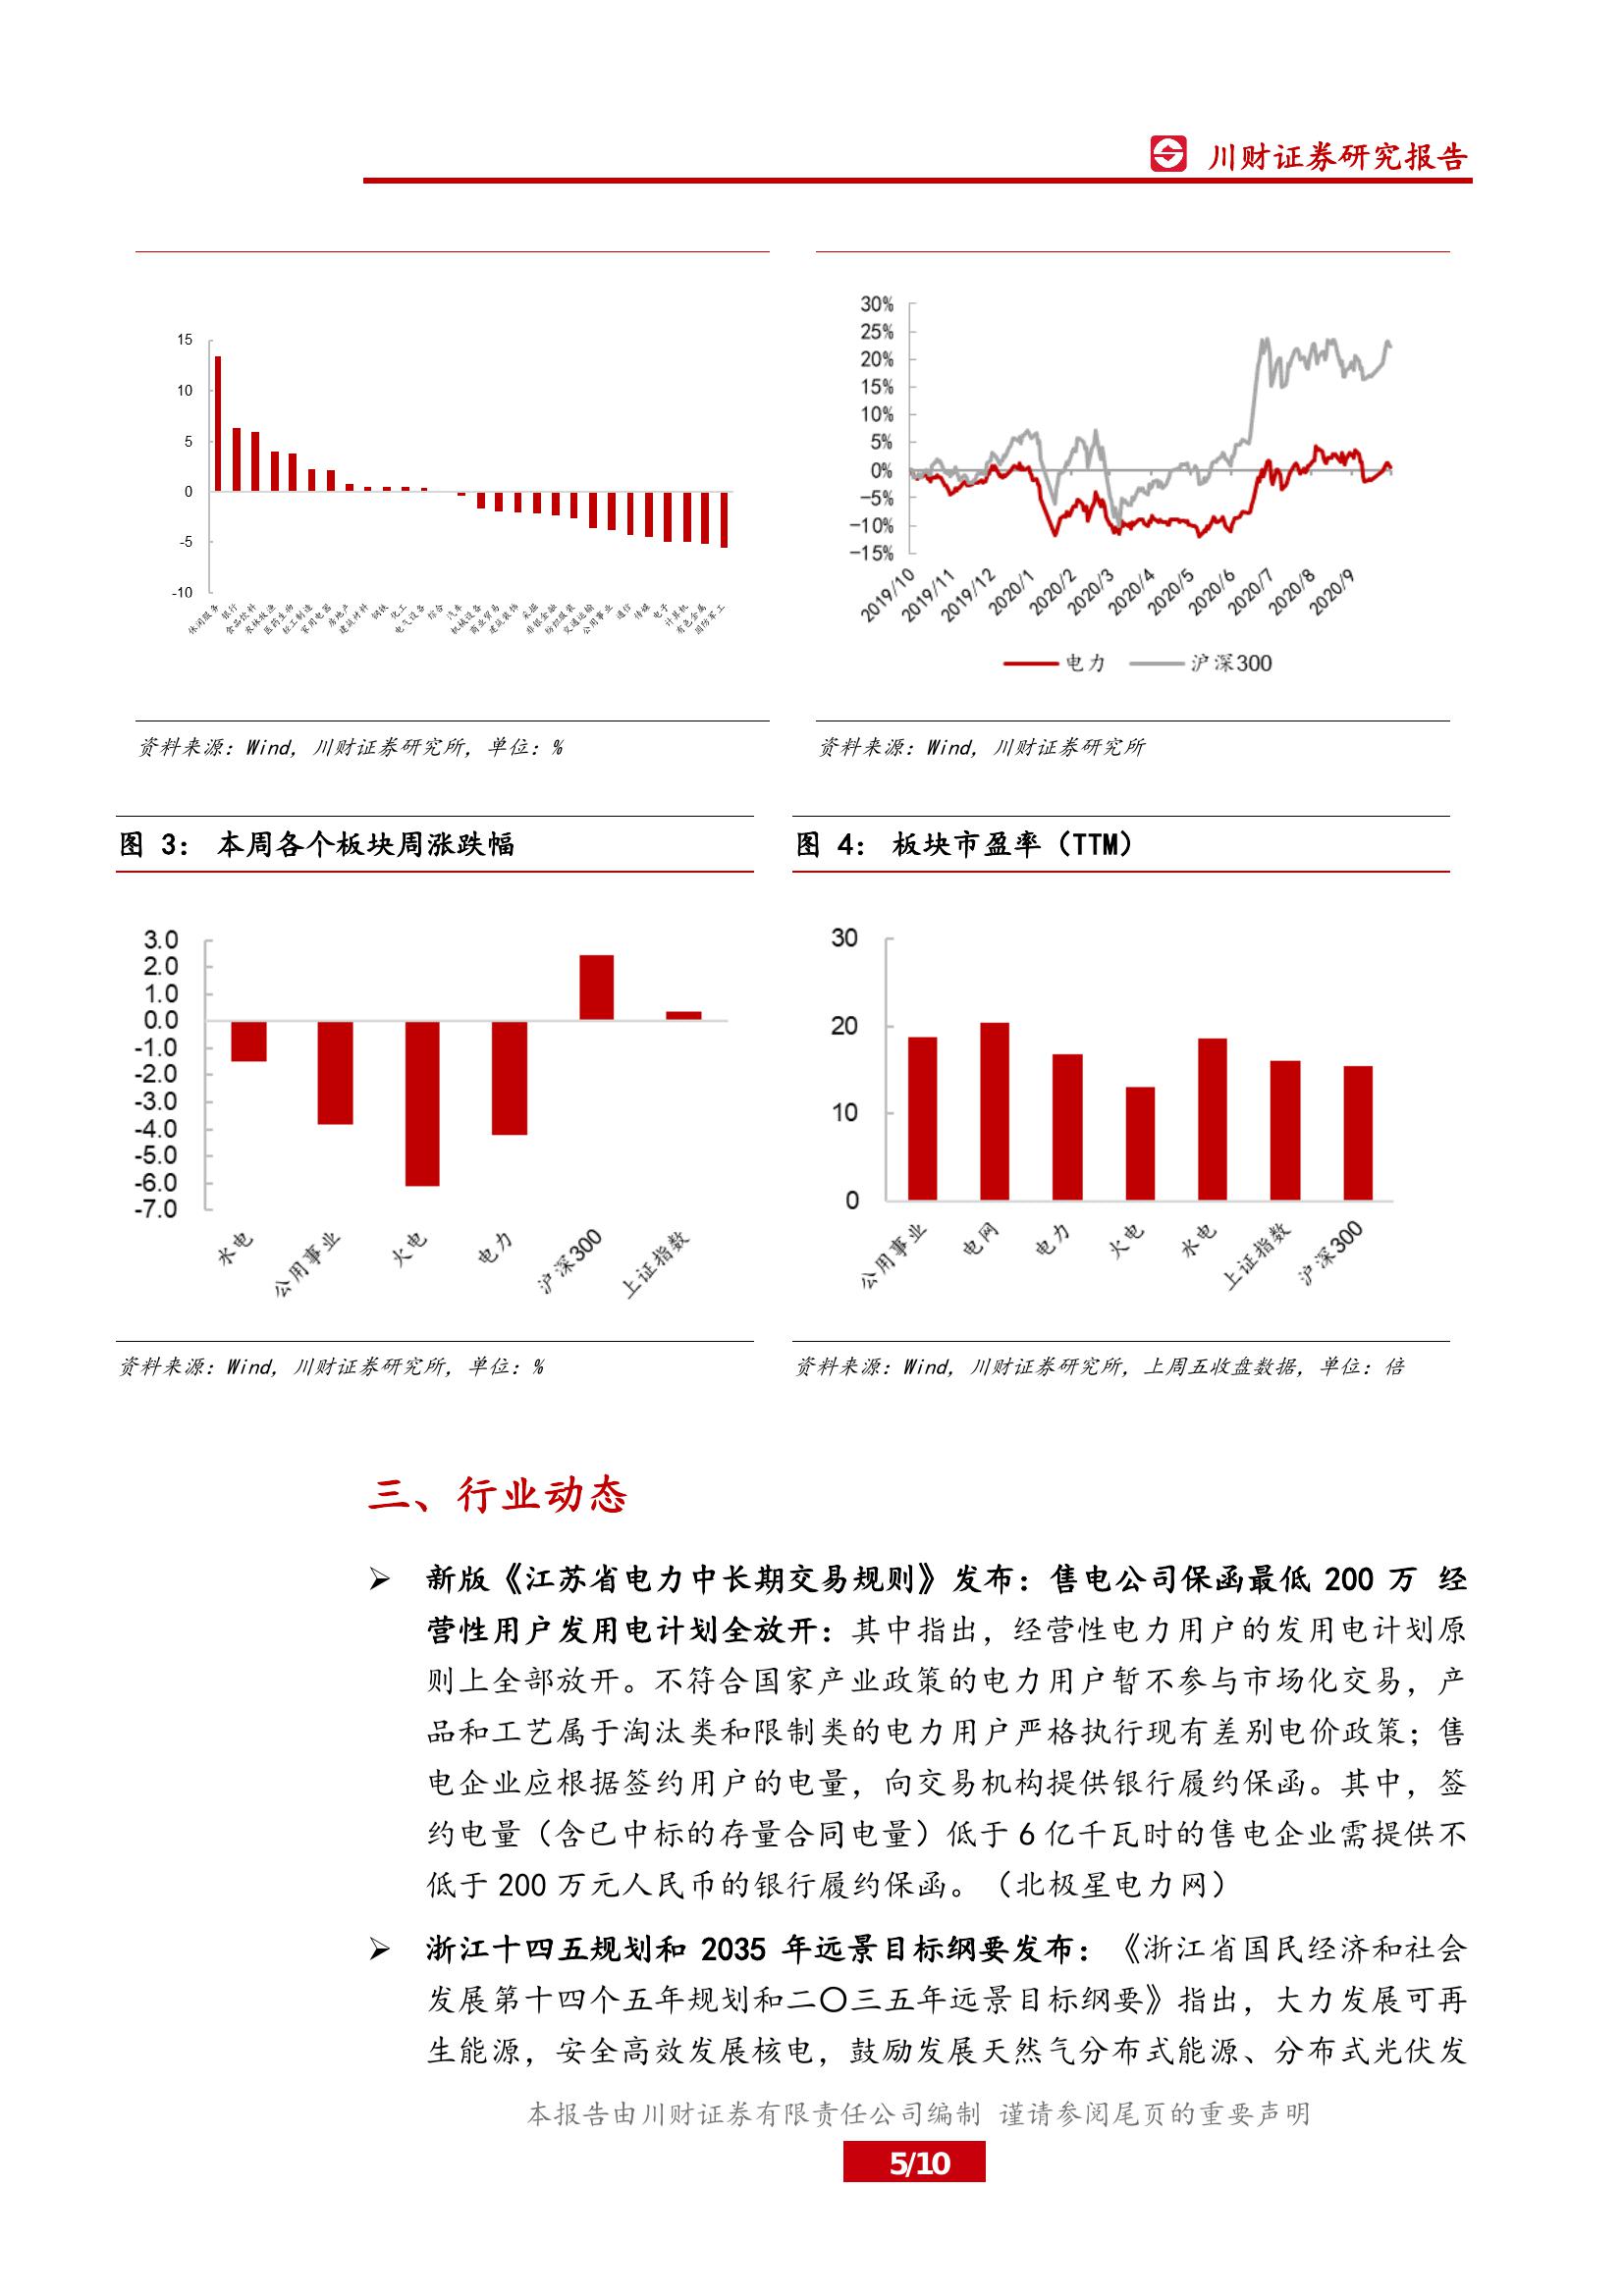 川财证券研究报告
15
10
5
0
-5
-10
休闲服务 银行 食品饮料 农林牧渔 医药生物 轻工制造 家用电器 房地产 建筑材料 钢铁 化工 电气设备 综合 汽车 机械设备 商业贸易 建筑装饰 采掘 非银金融 纺织服装 交通运输 公用事业 通信 传媒 电子 计算机 有色金属 国防军工
30%
25%
20%
15%
10%
5%
0%
-5%
-10%
-15%
2019/10 2019/11 2019/12 2020/1 2020/2 2020/3 2020/4 2020/5 2020/6 2020/7 2020/8 2020/9
电力 沪深300
资料来源：Wind，川财证券研究所，单位：%
资料来源：Wind，川财证券研究所
图 3： 本周各个板块周涨跌幅
3.0
2.0
1.0
0.0
-1.0
-2.0
-3.0
-4.0
-5.0
-6.0
-7.0
水电 公用事业 火电 电力 沪深300 上证指数
图 4： 板块市盈率（TTM）
30
20
10
0
公用事业 电网 电力 火电 水电 上证指数 沪深300
资料来源：Wind，川财证券研究所，单位：%
资料来源：Wind，川财证券研究所，上周五收盘数据，单位：倍
三、行业动态
➢ 新版《江苏省电力中长期交易规则》发布：售电公司保函最低 200 万 经
营性用户发用电计划全放开：其中指出，经营性电力用户的发用电计划原
则上全部放开。不符合国家产业政策的电力用户暂不参与市场化交易，产
品和工艺属于淘汰类和限制类的电力用户严格执行现有差别电价政策；售
电企业应根据签约用户的电量，向交易机构提供银行履约保函。其中，签
约电量（含已中标的存量合同电量）低于 6 亿千瓦时的售电企业需提供不
低于 200 万元人民币的银行履约保函。（北极星电力网）
➢ 浙江十四五规划和 2035 年远景目标纲要发布：《浙江省国民经济和社会
发展第十四个五年规划和二〇三五年远景目标纲要》指出，大力发展可再
生能源，安全高效发展核电，鼓励发展天然气分布式能源、分布式光伏发
本报告由川财证券有限责任公司编制 谨请参阅尾页的重要声明
5/10